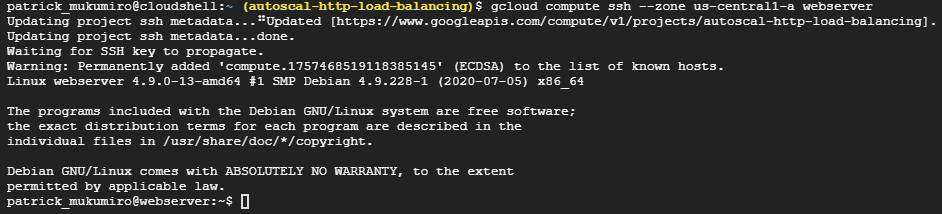 patrick_mukumiro@cloudshell:~ (autoscal-http-load-balancing)$ gcloud compute ssh --zone us-central1-a webserver
Updating project ssh metadata...⠛Updated [https://www.googleapis.com/compute/v1/projects/autoscal-http-load-balancing].
Updating project ssh metadata...done.
Waiting for SSH key to propagate.
Warning: Permanently added 'compute.1757468519118385145' (ECDSA) to the list of known hosts.
Linux webserver 4.9.0-13-amd64 #1 SMP Debian 4.9.228-1 (2020-07-05) x86_64
The programs included with the Debian GNU/Linux system are free software;
the exact distribution terms for each program are described in the
individual files in /usr/share/doc/*/copyright.
Debian GNU/Linux comes with ABSOLUTELY NO WARRANTY, to the extent
permitted by applicable law.
patrick_mukumiro@webserver:~$